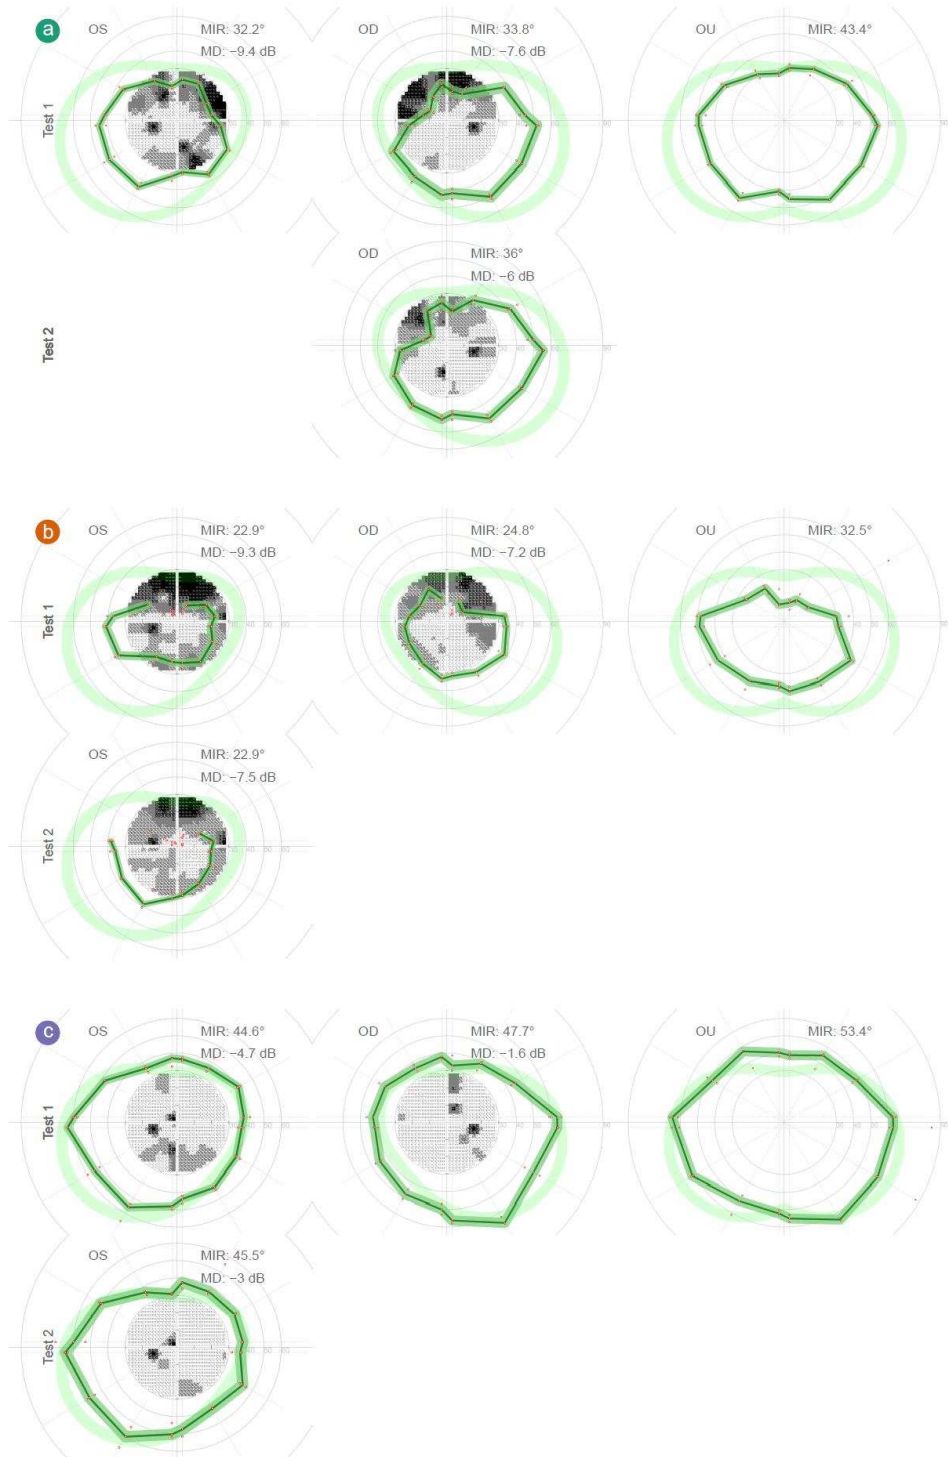 a
OS MIR: 32.2° OD MIR: 33.8° OU MIR: 43.4°
MD: −9.4 dB MD: −7.6 dB
Test 1
OD MIR: 36°
MD: −6 dB
Test 2
b
OS MIR: 22.9° OD MIR: 24.8° OU MIR: 32.5°
MD: −9.3 dB MD: −7.2 dB
Test 1
OS MIR: 22.9°
MD: −7.5 dB
Test 2
c
OS MIR: 44.6° OD MIR: 47.7° OU MIR: 53.4°
MD: −4.7 dB MD: −1.6 dB
Test 1
OS MIR: 45.5°
MD: −3 dB
Test 2